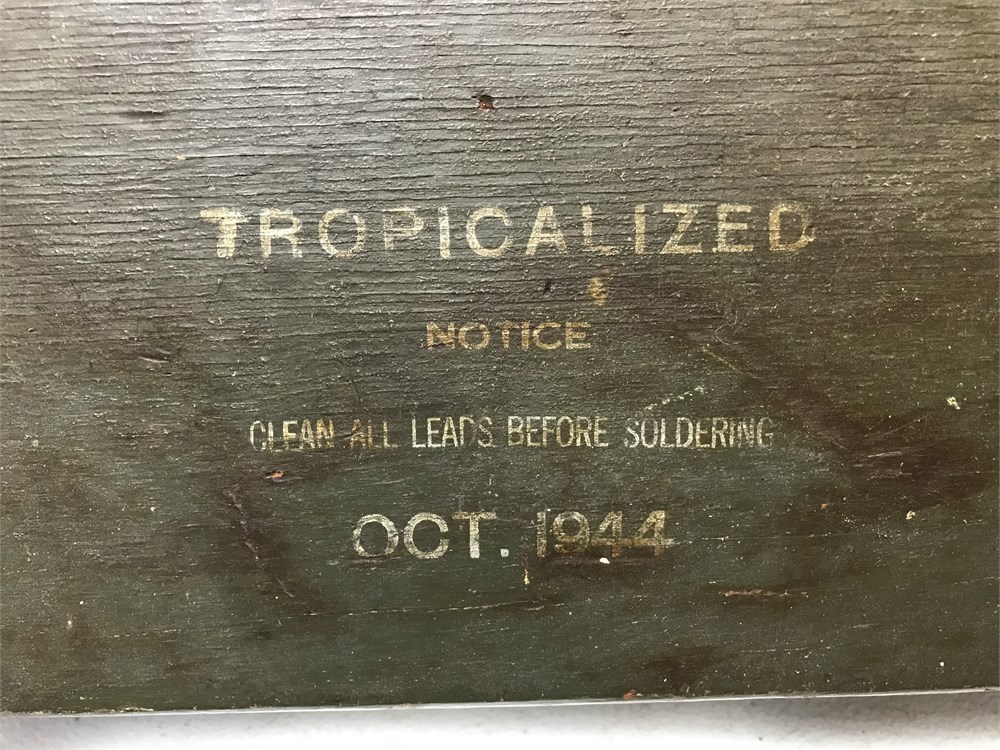 TROPICALIZED
NOTICE
CLEAN ALL LEADS BEFORE SOLDERING
OCT. 1944